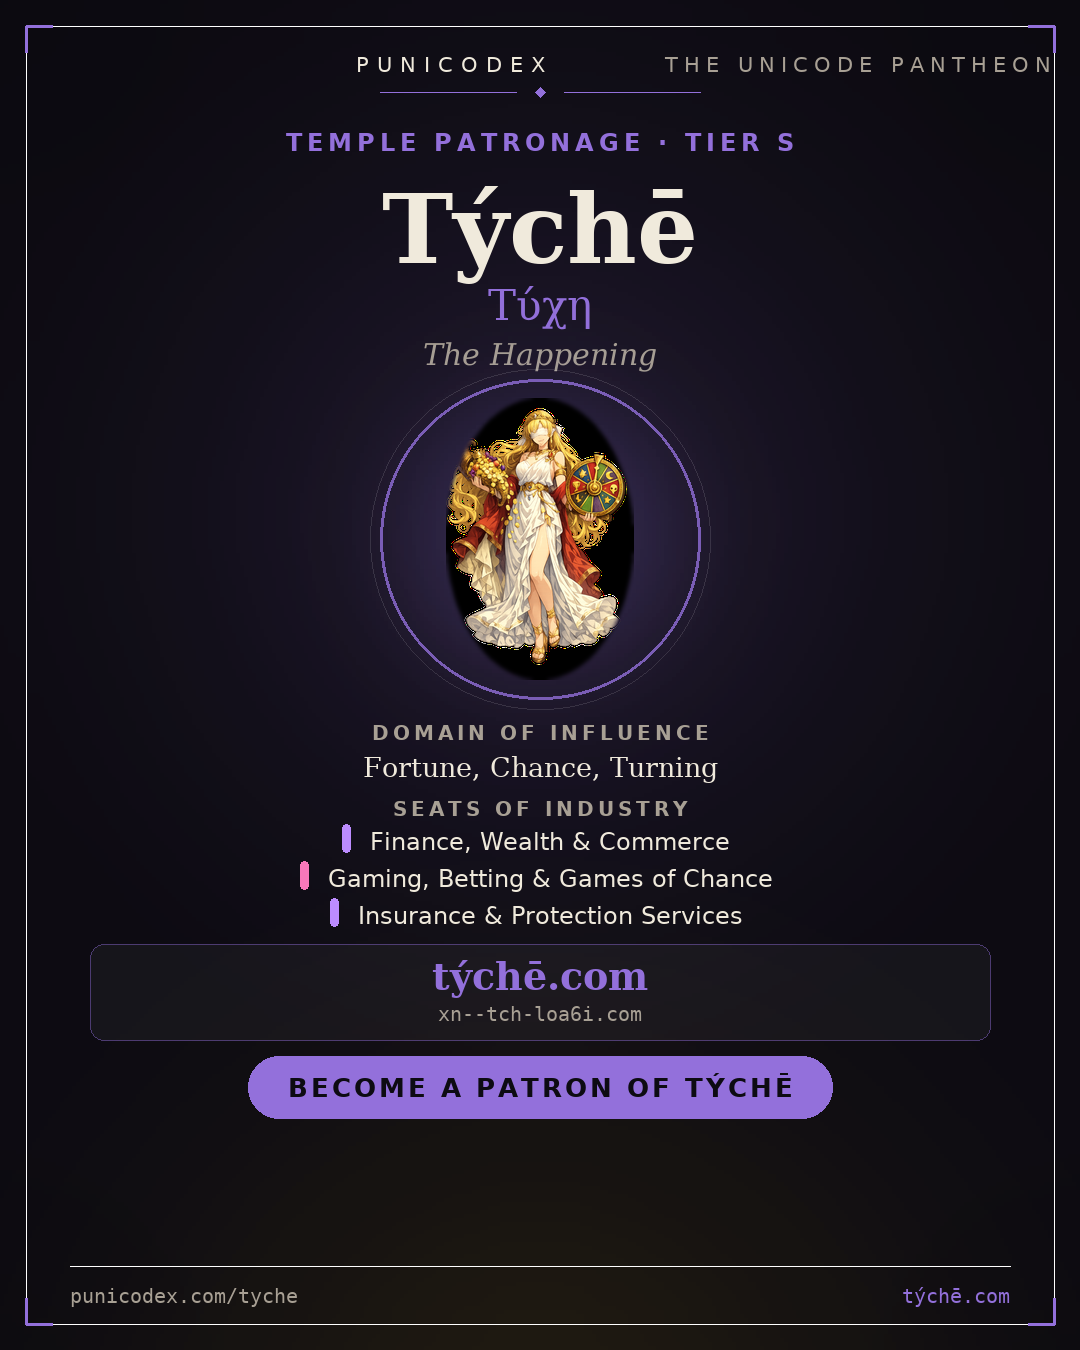 PUNICODEX THE UNICODE PANTHEON
TEMPLE PATRONAGE · TIER S
Týchē
Τύχη
The Happening
DOMAIN OF INFLUENCE
Fortune, Chance, Turning
SEATS OF INDUSTRY
Finance, Wealth & Commerce
Gaming, Betting & Games of Chance
Insurance & Protection Services
týchē.com
xn--tch-loa6i.com
BECOME A PATRON OF TÝCHĒ
punicodex.com/tyche týchē.com